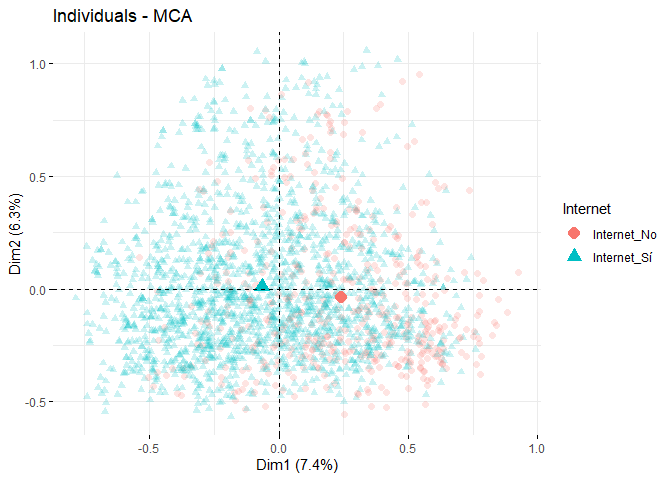 Individuals - MCA
1.0
0.5
0.0
-0.5
Dim2 (6.3%)
-0.5
0.0
0.5
1.0
Dim1 (7.4%)
Internet
Internet_No
Internet_Sí